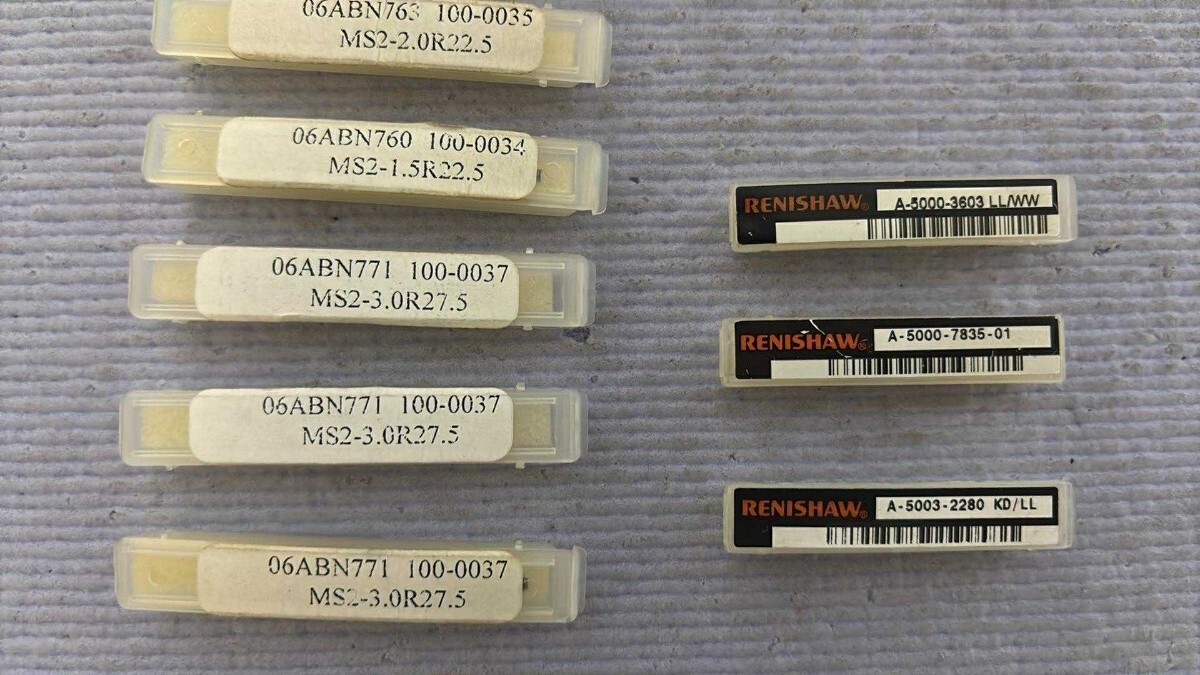 06ABN763 100-0035
MS2-2.0R22.5
06ABN760 100-0034
MS2-1.5R22.5
06ABN771 100-0037
MS2-3.0R27.5
06ABN771 100-0037
MS2-3.0R27.5
06ABN771 100-0037
MS2-3.0R27.5
RENISHAW® A-5000-3603 LL/WW
RENISHAW® A-5000-7835-01
RENISHAW® A-5003-2280 KD/LL